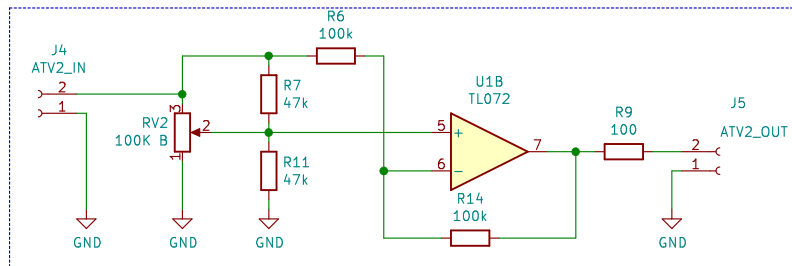 R6
100k
J4
ATV2_IN
2
1
RV2
100K B
3
2
1
R7
47k
R11
47k
U1B
TL072
5
+
6
−
7
R14
100k
R9
100
J5
ATV2_OUT
2
1
GND
GND
GND
GND